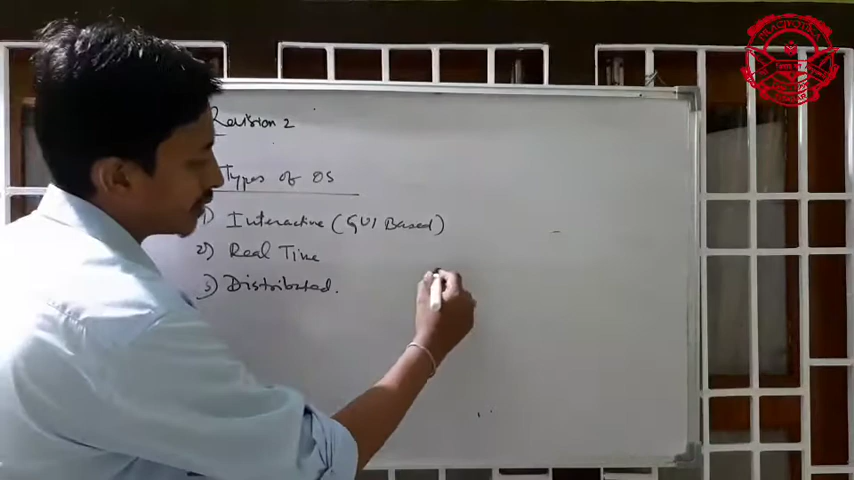 Revision 2
Types of OS
1) Interactive (GUI Based)
2) Real Time
3) Distributed.